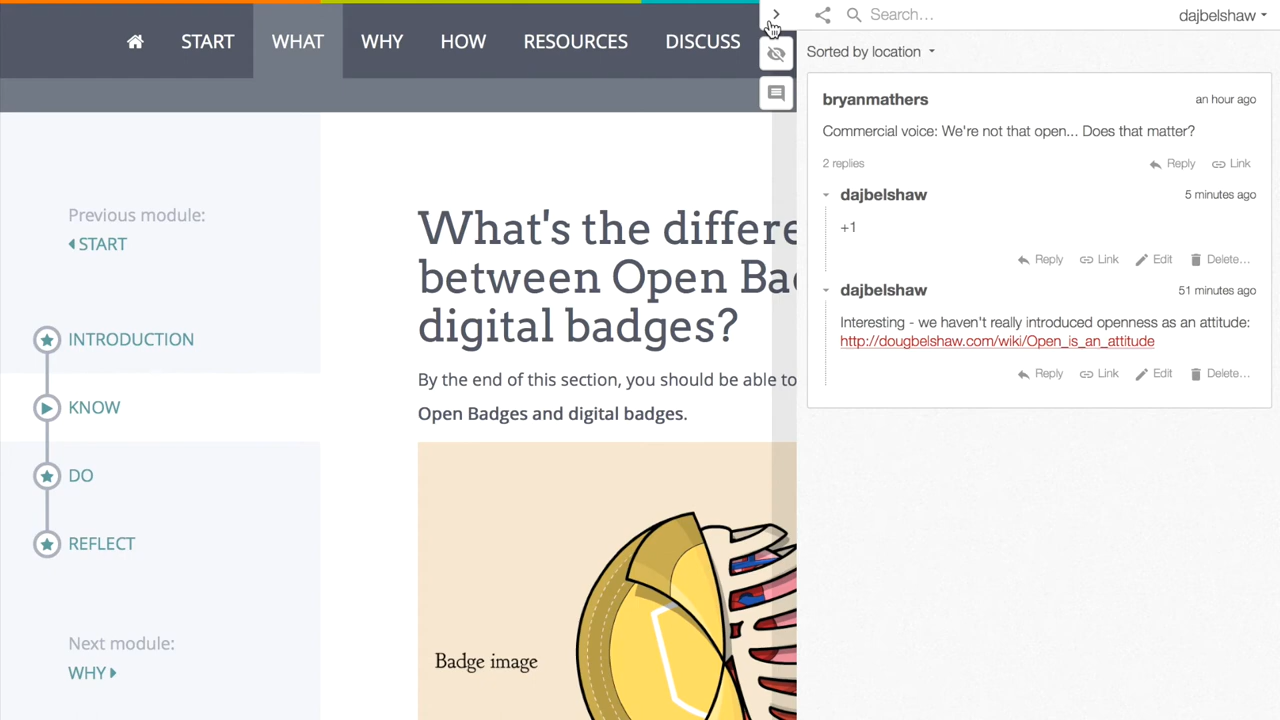 START
WHAT
WHY
HOW
RESOURCES
DISCUSS
Previous module:
START
INTRODUCTION
KNOW
DO
REFLECT
Next module:
WHY
What's the differe
between Open Ba
digital badges?
By the end of this section, you should be able to
Open Badges and digital badges.
Badge image
Search...
dajbelshaw
Sorted by location
bryanmathers
an hour ago
Commercial voice: We're not that open... Does that matter?
2 replies
Reply
Link
dajbelshaw
5 minutes ago
+1
Reply
Link
Edit
Delete...
dajbelshaw
51 minutes ago
Interesting - we haven't really introduced openness as an attitude:
http://dougbelshaw.com/wiki/Open_is_an_attitude
Reply
Link
Edit
Delete...